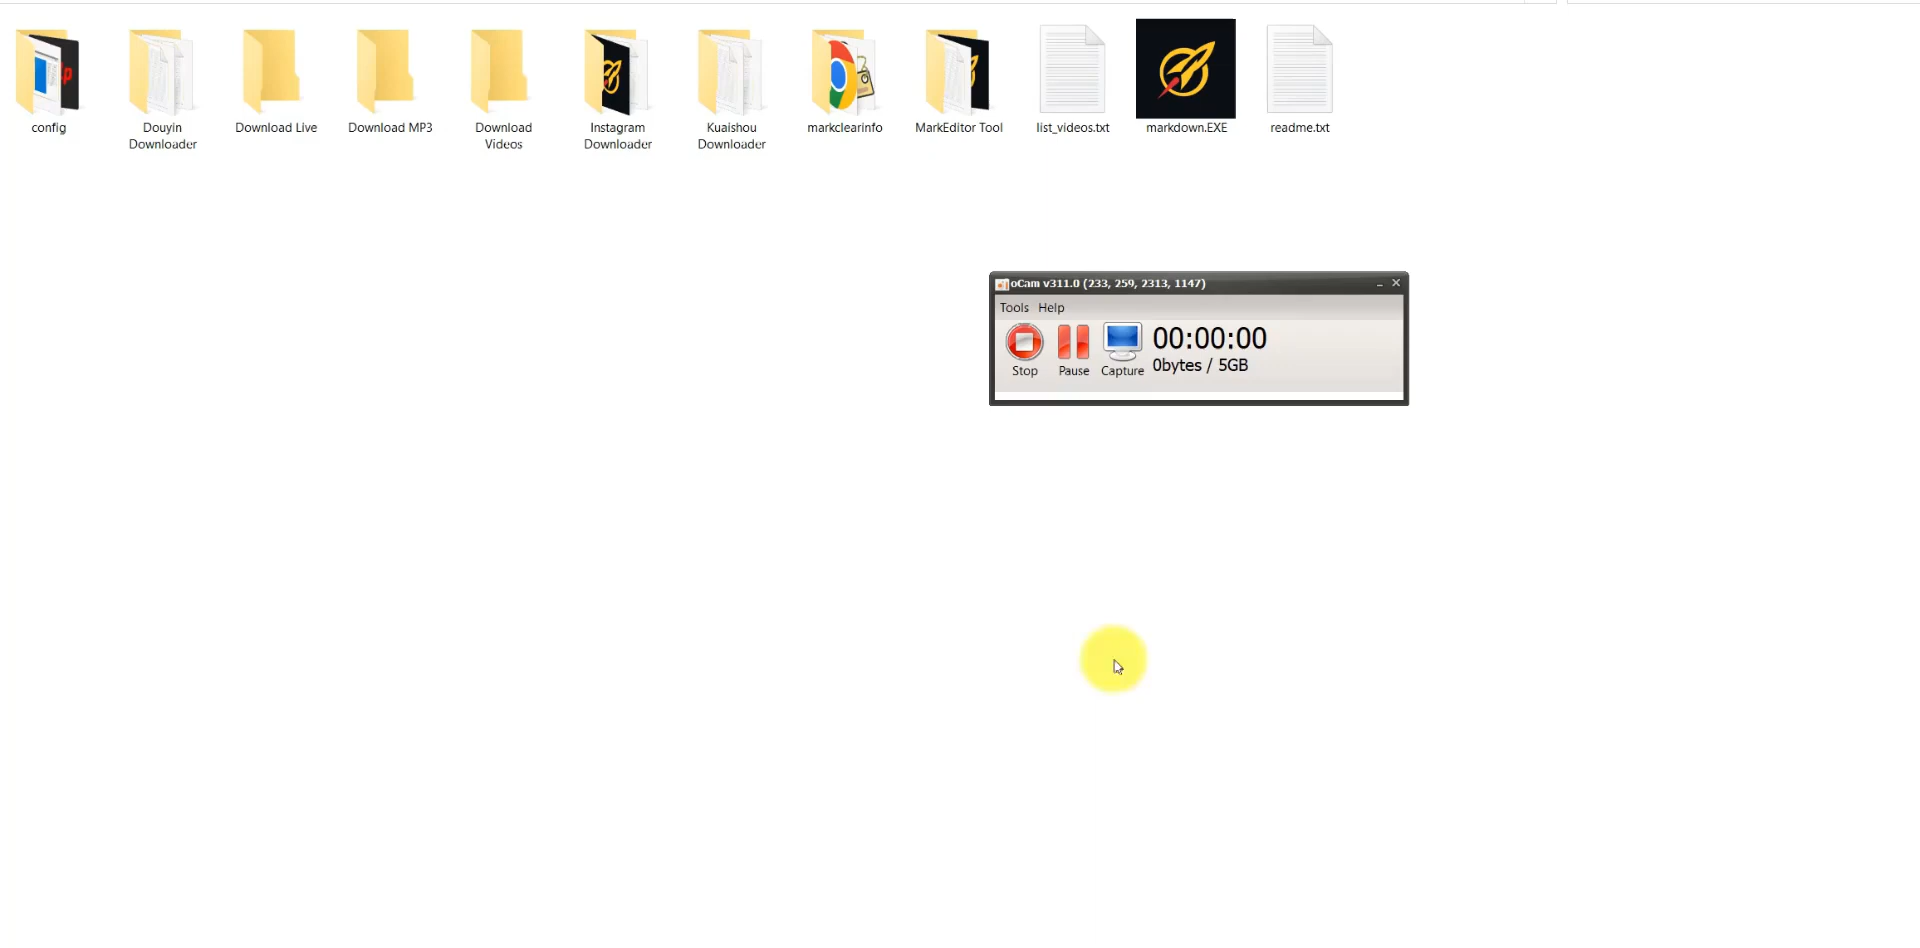 config
Douyin
Downloader
Download Live
Download MP3
Download
Videos
Instagram
Downloader
Kuaishou
Downloader
markclearinfo
MarkEditor Tool
list_videos.txt
markdown.EXE
readme.txt
oCam v311.0 (233, 259, 2313, 1147)
Tools Help
00:00:00
0bytes / 5GB
Stop Pause Capture